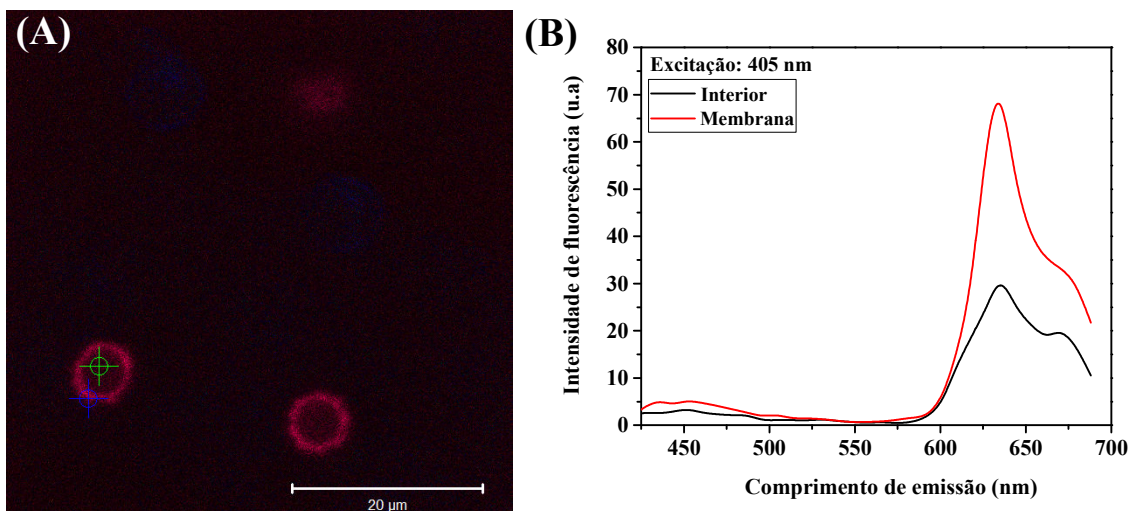 (A)
20 µm
(B)
Excitação: 405 nm
Interior
Membrana
Intensidade de fluorescência (u.a)
80
70
60
50
40
30
20
10
0
450 500 550 600 650 700
Comprimento de emissão (nm)